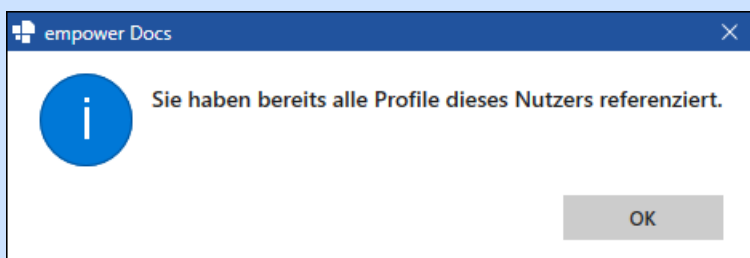 empower Docs
i
Sie haben bereits alle Profile dieses Nutzers referenziert.
OK